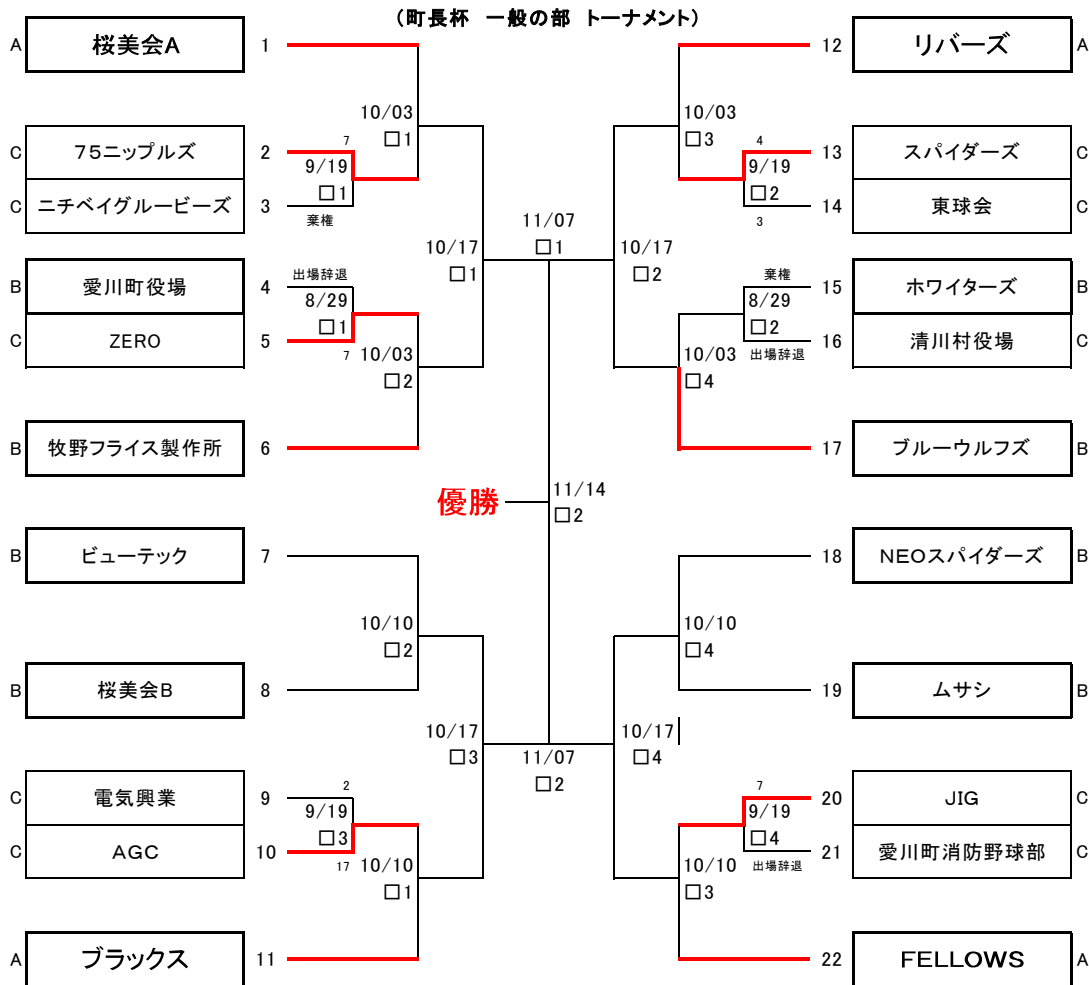 (町長杯　一般の部　トーナメント)
A 桜美会A 1
12 リバーズ A
10/03
□1
10/03
□3
C 75ニップルズ 2
7
9/19
□1
C ニチベイグルービーズ 3
棄権
4
13 スパイダーズ C
9/19
□2
14 東球会 C
3
11/07
□1
10/17
□1
10/17
□2
B 愛川町役場 4
出場辞退
8/29
□1
C ZERO 5
7
10/03
□2
棄権
15 ホワイターズ B
8/29
□2
16 清川村役場 C
出場辞退
10/03
□4
B 牧野フライス製作所 6
17 ブルーウルフズ B
優勝
11/14
□2
B ビューテック 7
18 NEOスパイダーズ B
10/10
□2
10/10
□4
B 桜美会B 8
19 ムサシ B
10/17
□3
11/07
□2
10/17
□4
C 電気興業 9
2
9/19
□3
C AGC 10
17
10/10
□1
7
20 JIG C
9/19
□4
21 愛川町消防野球部 C
出場辞退
10/10
□3
A ブラックス 11
22 FELLOWS A